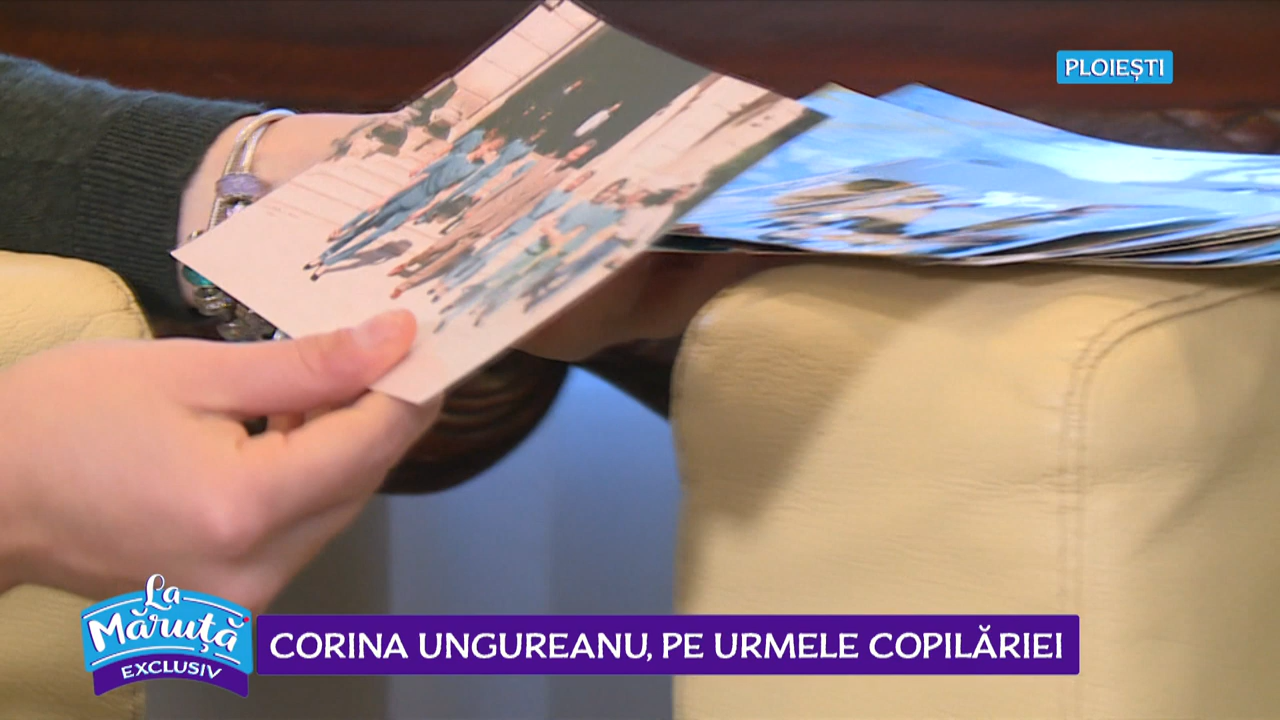 PLOIEȘTI
La
Măruță
EXCLUSIV
CORINA UNGUREANU, PE URMELE COPILĂRIEI